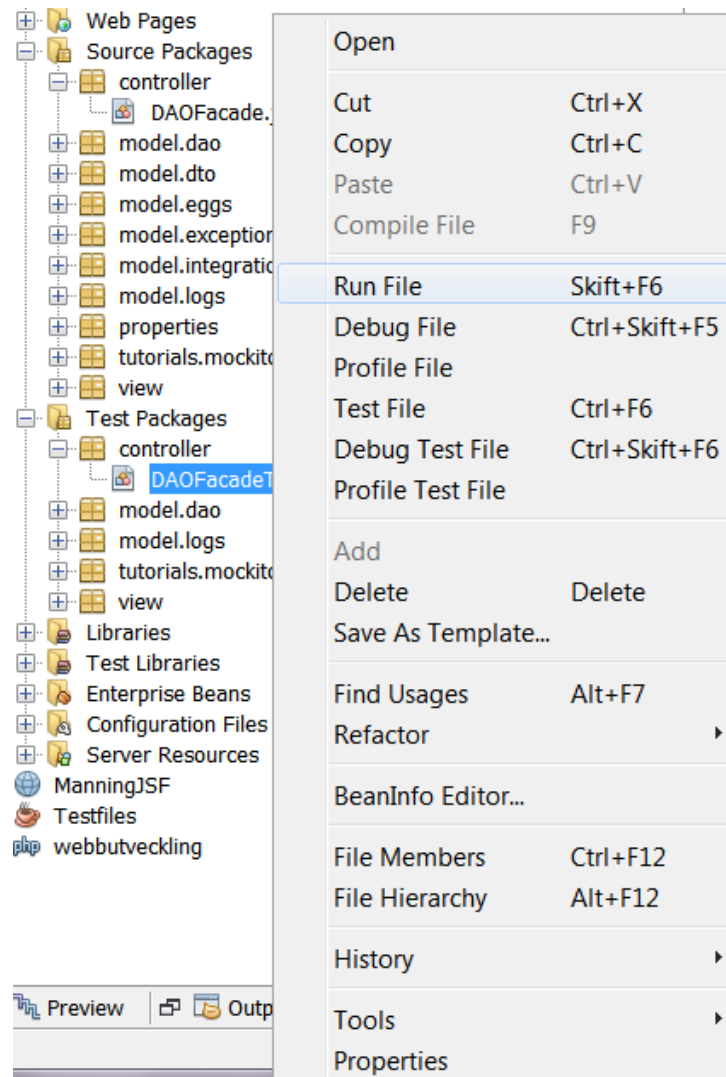 Web Pages
Source Packages
controller
DAOFacade.
model.dao
model.dto
model.eggs
model.exception
model.integratio
model.logs
properties
tutorials.mockito
view
Test Packages
controller
DAOFacadeT
model.dao
model.logs
tutorials.mockito
view
Libraries
Test Libraries
Enterprise Beans
Configuration Files
Server Resources
ManningJSF
Testfiles
php webbutveckling
Preview Outp
Open
Cut Ctrl+X
Copy Ctrl+C
Paste Ctrl+V
Compile File F9
Run File Skift+F6
Debug File Ctrl+Skift+F5
Profile File
Test File Ctrl+F6
Debug Test File Ctrl+Skift+F6
Profile Test File
Add
Delete Delete
Save As Template...
Find Usages Alt+F7
Refactor
BeanInfo Editor...
File Members Ctrl+F12
File Hierarchy Alt+F12
History
Tools
Properties